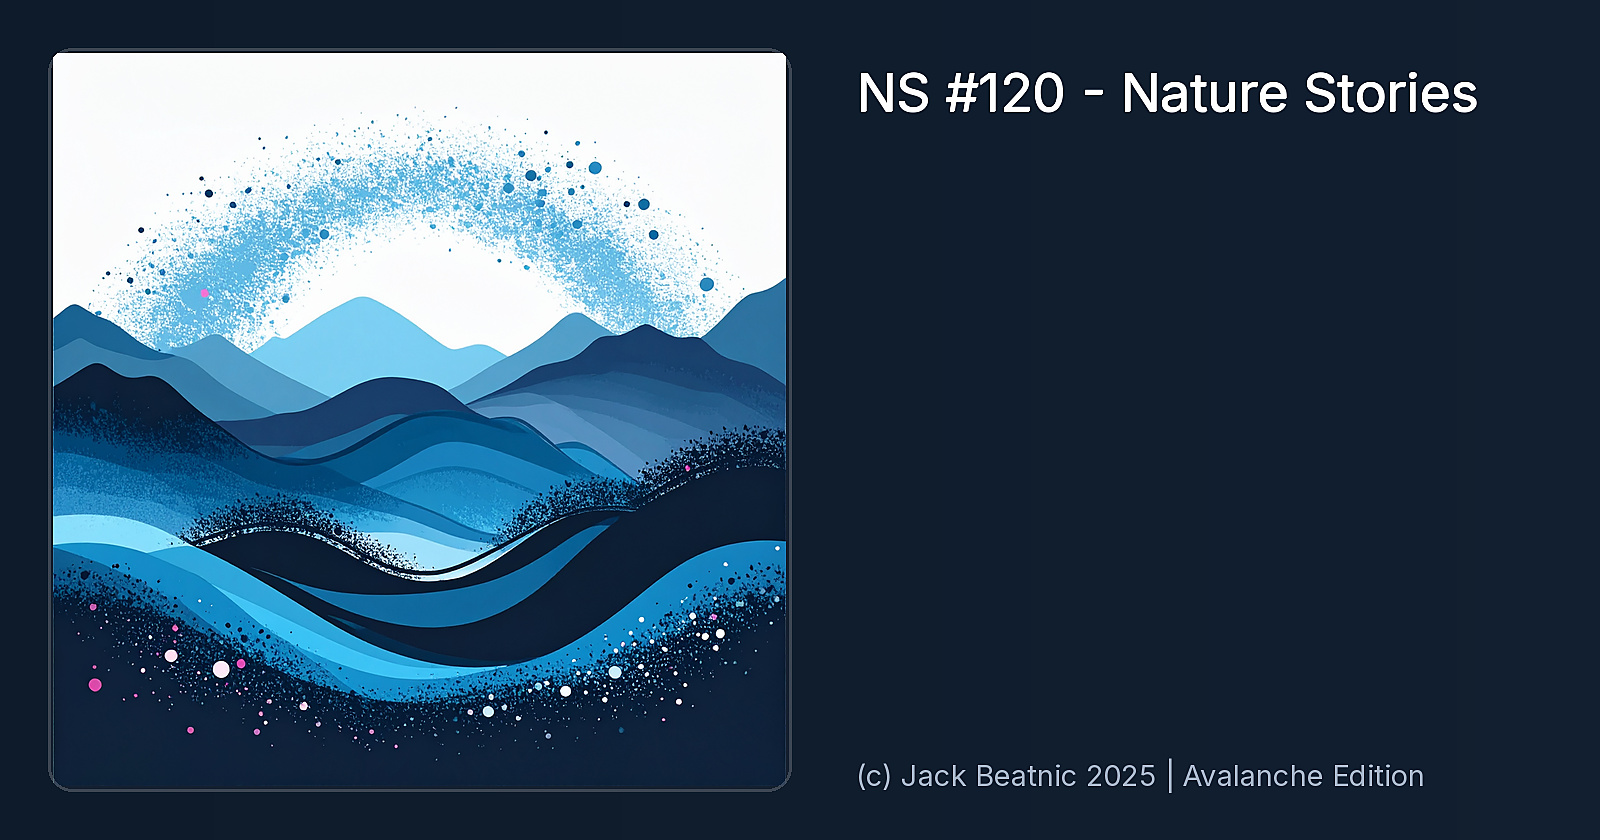 NS #120 - Nature Stories
(c) Jack Beatnic 2025 | Avalanche Edition